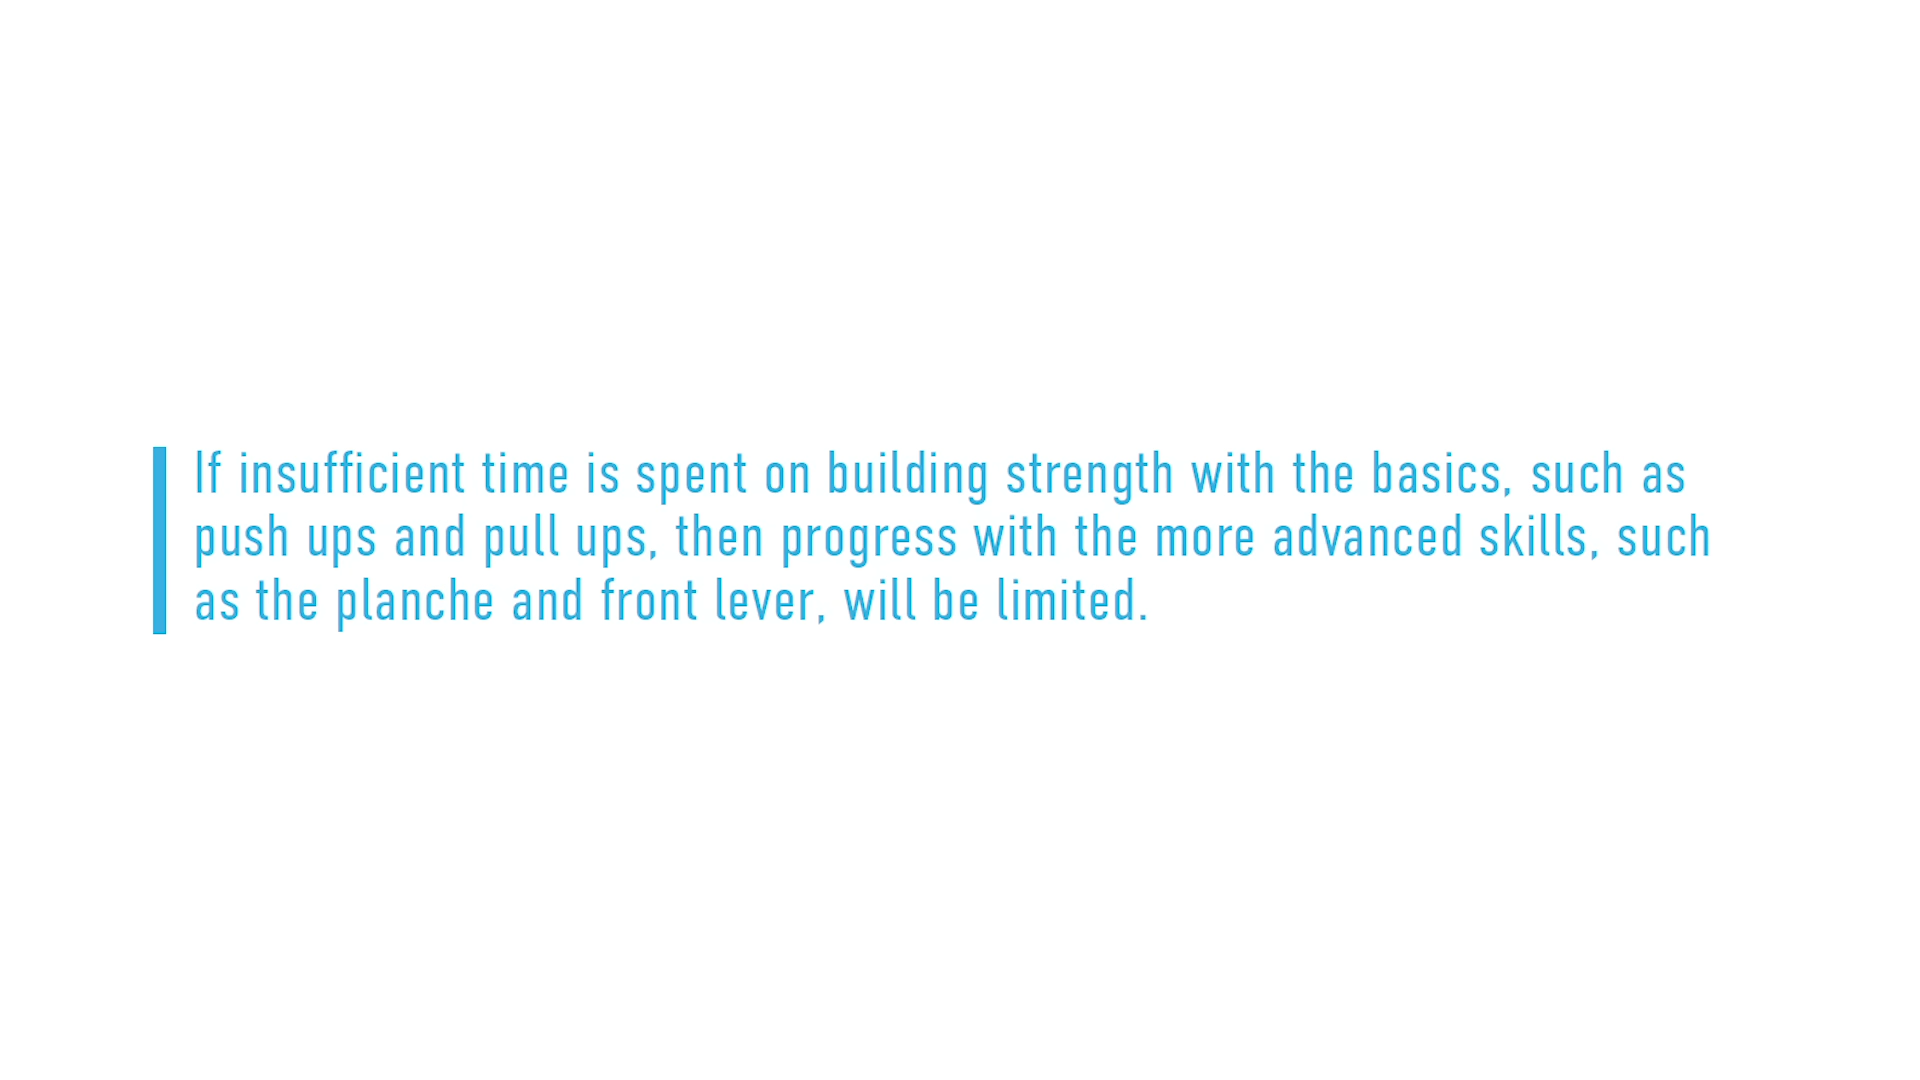 If insufficient time is spent on building strength with the basics, such as
push ups and pull ups, then progress with the more advanced skills, such
as the planche and front lever, will be limited.